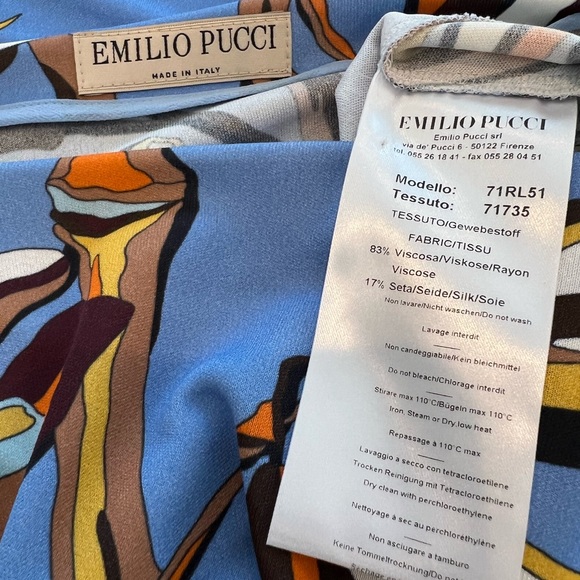 EMILIO PUCCI
MADE IN ITALY
EMILIO PUCCI
Emilio Pucci srl
via de' Pucci 6 - 50122 Firenze
tel. 055 26 18 41 - fax 055 28 04 51
Modello: 71RL51
Tessuto: 71735
TESSUTO/Gewebestoff
FABRIC/TISSU
83% Viscosa/Viskose/Rayon
Viscose
17% Seta/Seide/Silk/Soie
Non lavare/Nicht waschen/Do not wash
Lavage interdit
Non candeggiabile/Kein bleichmittel
Do not bleach/Chlorage interdit
Stirare max 110°C/Bügeln max 110°C
Iron, Steam or Dry, low heat
Repassage à 110°C max
Lavaggio a secco con tetracloroetilene
Trocken Reinigung mit Tetracloroethilene
Dry clean with perchloroethylene
Nettoyage à sec au perchloréthylène
Non asciugare a tamburo
Keine Tommeltrocknung/Do no